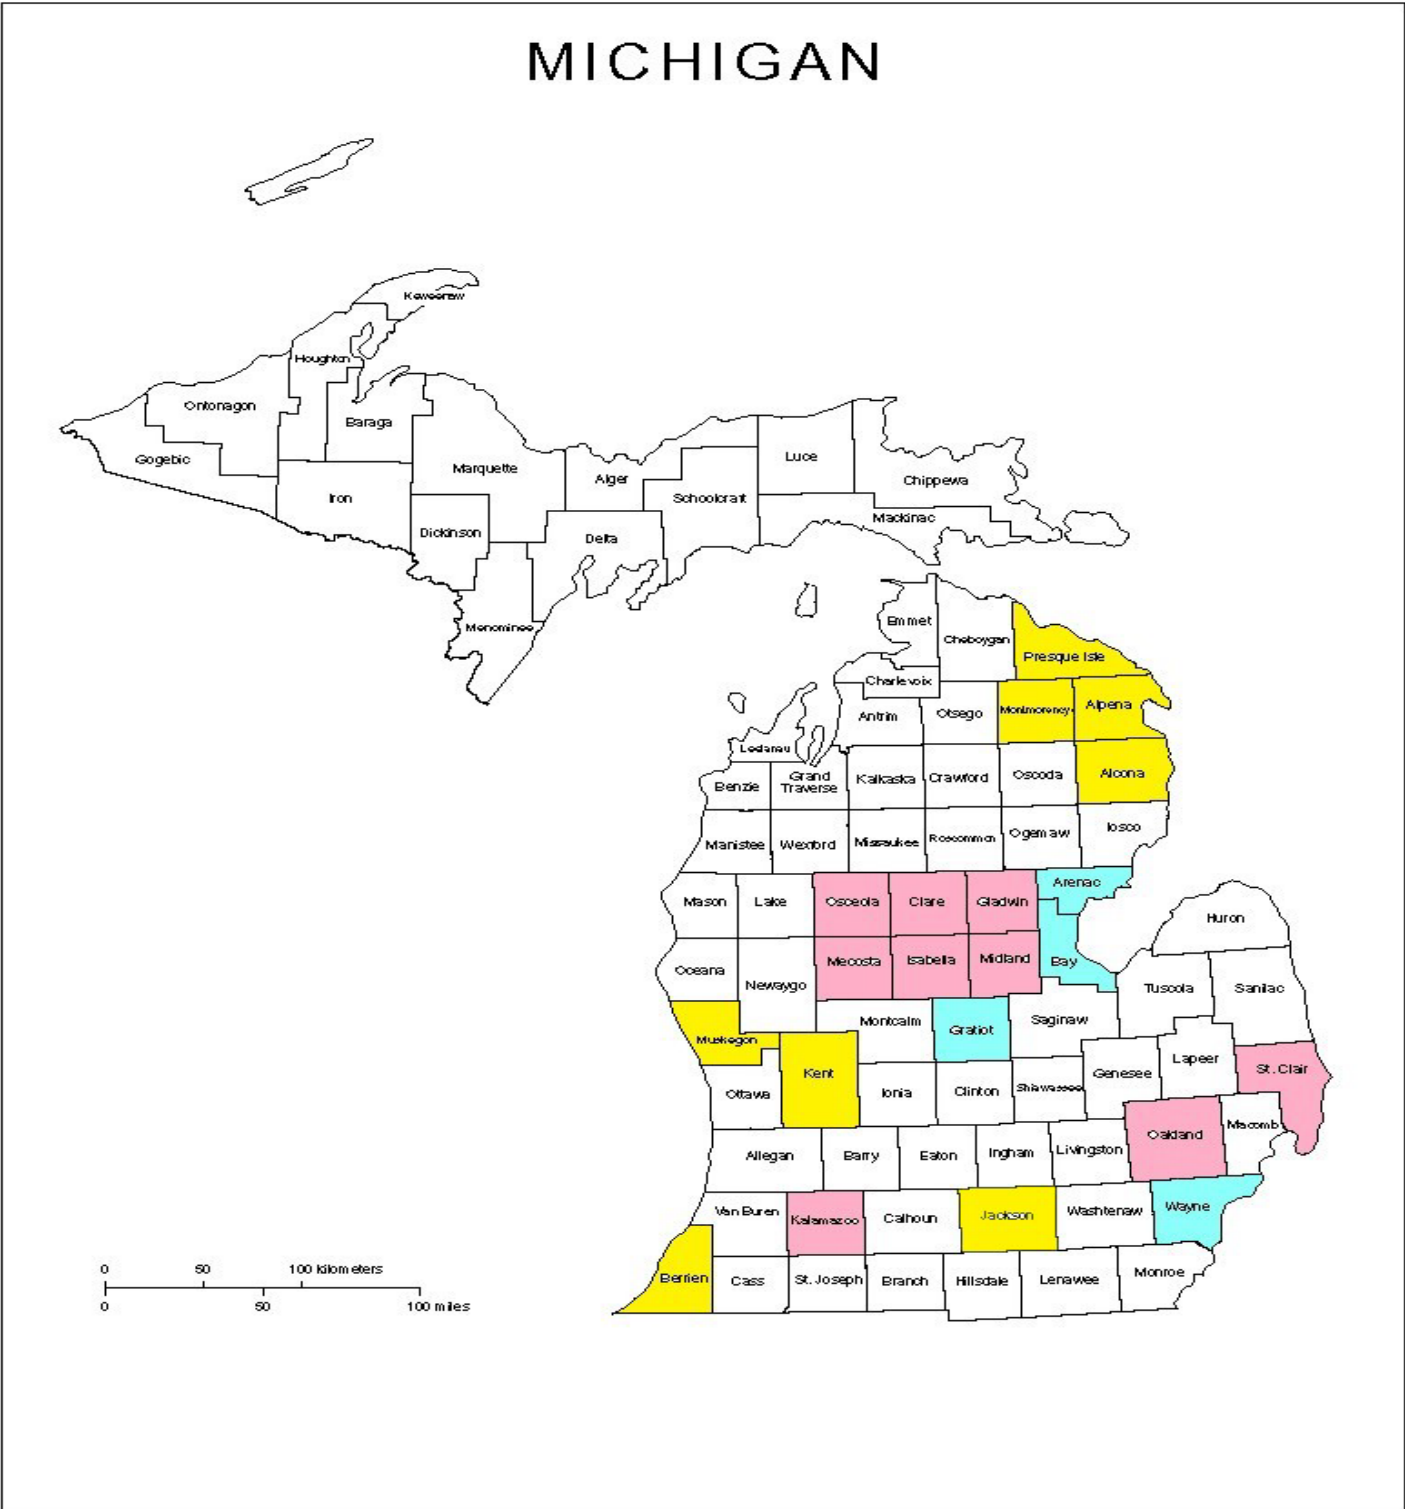 MICHIGAN
Keweenaw
Houghton
Ontonagon
Baraga
Gogebic
Marquette
Iron
Alger
Luce
Chippewa
Schoolcraft
Mackinac
Dickinson
Delta
Menominee
Emmet
Cheboygan
Presque Isle
Charlevoix
Antrim
Otsego
Montmorency
Alpena
Leelanau
Benzie
Grand
Traverse
Kalkaska
Crawford
Oscoda
Alcona
Manistee
Wexford
Missaukee
Roscommon
Ogemaw
Iosco
Mason
Lake
Osceola
Clare
Gladwin
Arenac
Huron
Oceana
Newaygo
Mecosta
Isabella
Midland
Bay
Tuscola
Sanilac
Muskegon
Montcalm
Gratiot
Saginaw
Kent
Ottawa
Ionia
Clinton
Shiawassee
Genesee
Lapeer
St. Clair
Allegan
Barry
Eaton
Ingham
Livingston
Oakland
Macomb
Van Buren
Kalamazoo
Calhoun
Jackson
Washtenaw
Wayne
Berrien
Cass
St. Joseph
Branch
Hillsdale
Lenawee
Monroe
0 50 100 kilometers
0 50 100 miles